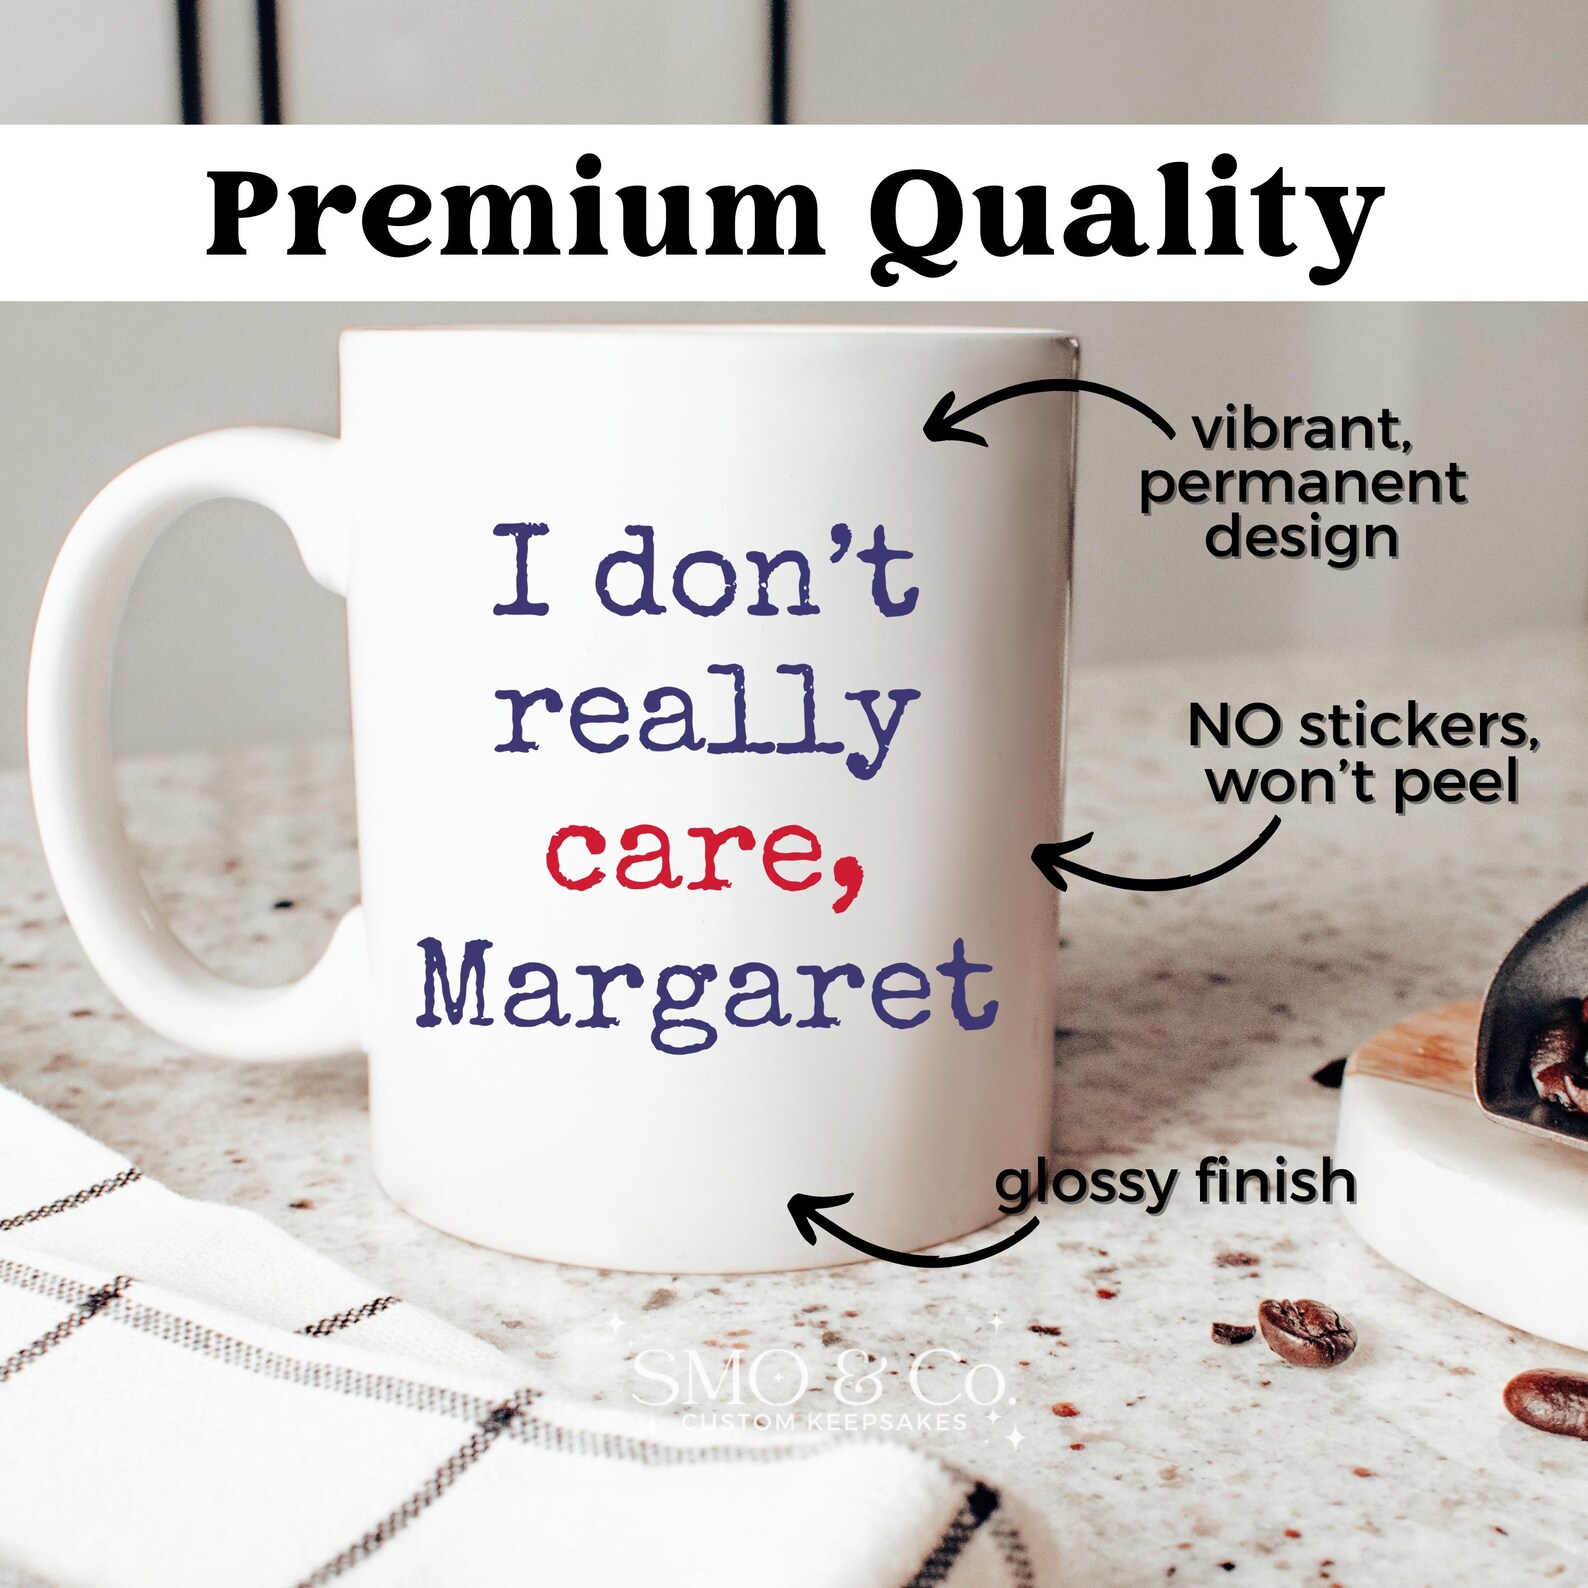 Premium Quality
vibrant,
permanent
design
I don't
really
care,
Margaret
NO stickers,
won't peel
glossy finish
SMO & Co.
CUSTOM KEEPSAKES